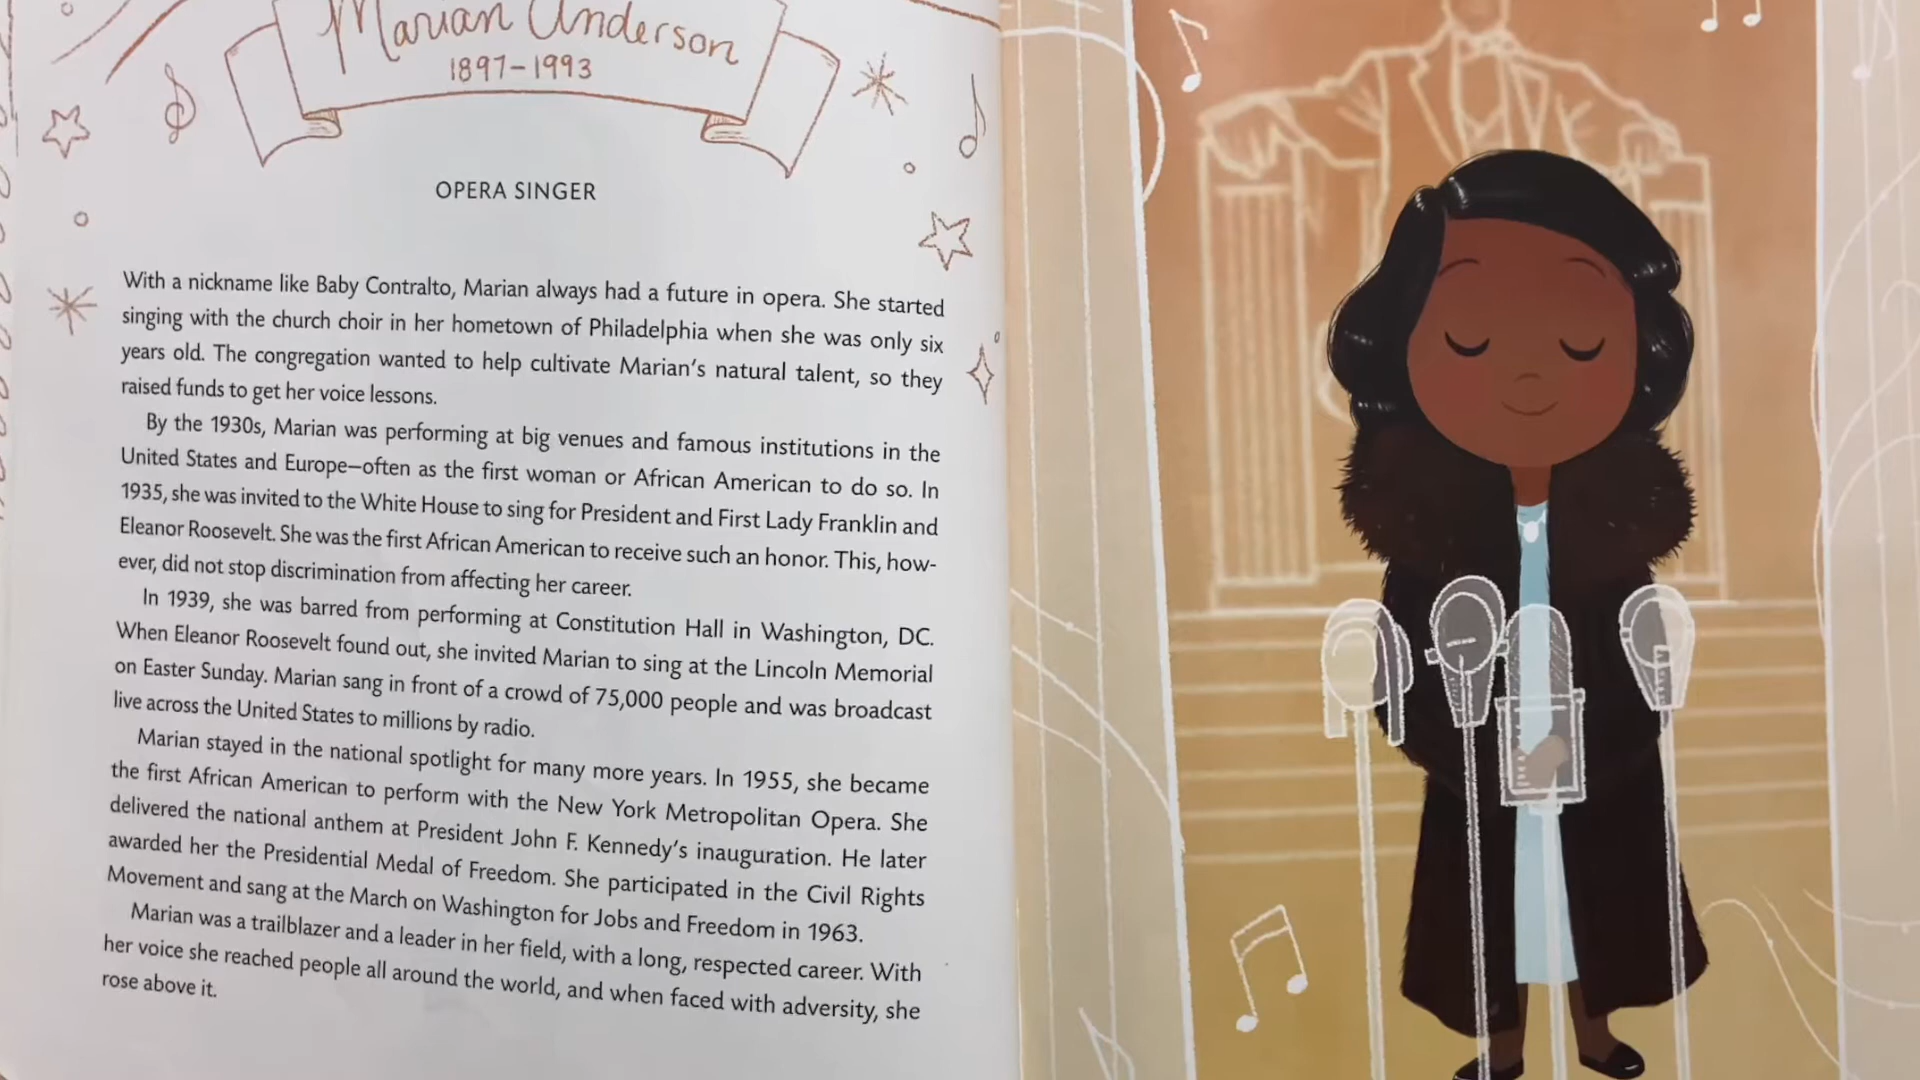 Marian Anderson
1897–1993
OPERA SINGER
With a nickname like Baby Contralto, Marian always had a future in opera. She started
singing with the church choir in her hometown of Philadelphia when she was only six
years old. The congregation wanted to help cultivate Marian's natural talent, so they
raised funds to get her voice lessons.
By the 1930s, Marian was performing at big venues and famous institutions in the
United States and Europe—often as the first woman or African American to do so. In
1935, she was invited to the White House to sing for President and First Lady Franklin and
Eleanor Roosevelt. She was the first African American to receive such an honor. This, how-
ever, did not stop discrimination from affecting her career.
In 1939, she was barred from performing at Constitution Hall in Washington, DC.
When Eleanor Roosevelt found out, she invited Marian to sing at the Lincoln Memorial
on Easter Sunday. Marian sang in front of a crowd of 75,000 people and was broadcast
live across the United States to millions by radio.
Marian stayed in the national spotlight for many more years. In 1955, she became
the first African American to perform with the New York Metropolitan Opera. She
delivered the national anthem at President John F. Kennedy's inauguration. He later
awarded her the Presidential Medal of Freedom. She participated in the Civil Rights
Movement and sang at the March on Washington for Jobs and Freedom in 1963.
Marian was a trailblazer and a leader in her field, with a long, respected career. With
her voice she reached people all around the world, and when faced with adversity, she
rose above it.